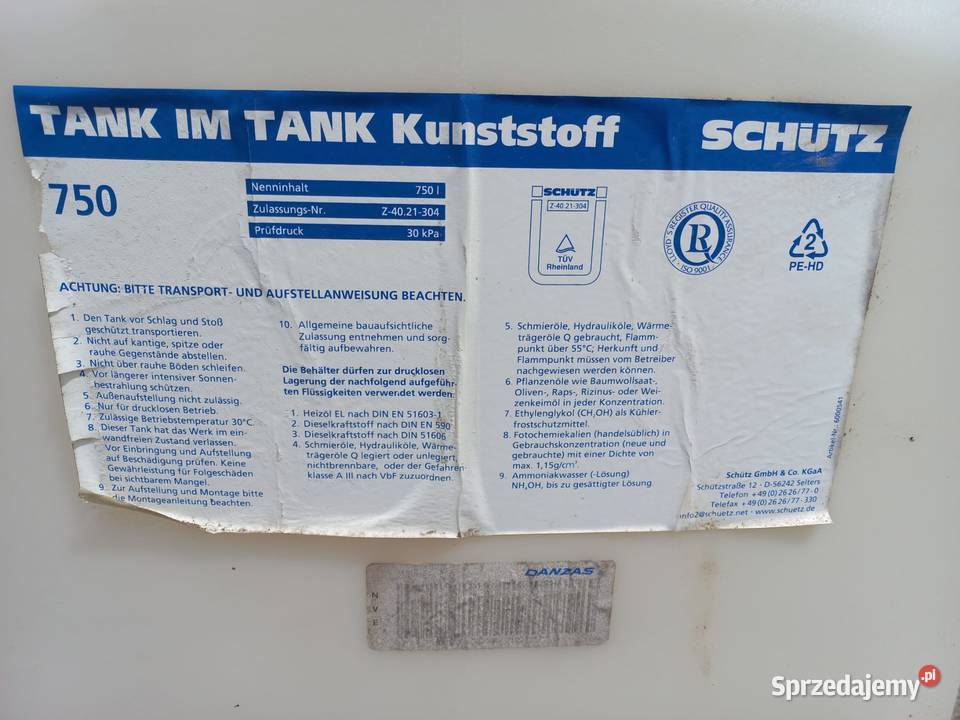 TANK IM TANK Kunststoff
SCHÜTZ
750
Nenninhalt 750 l
Zulassungs-Nr. Z-40.21-304
Prüfdruck 30 kPa
SCHÜTZ
Z-40.21-304
TÜV
Rheinland
LLOYD'S REGISTER QUALITY ASSURANCE
ISO 9001
2
PE-HD
ACHTUNG: BITTE TRANSPORT- UND AUFSTELLANWEISUNG BEACHTEN.
1. Den Tank vor Schlag und Stoß
geschützt transportieren.
2. Nicht auf kantige, spitze oder
rauhe Gegenstände abstellen.
3. Nicht über rauhe Böden schleifen.
4. Vor längerer intensiver Sonnen-
bestrahlung schützen.
5. Außenaufstellung nicht zulässig.
6. Nur für drucklosen Betrieb.
7. Zulässige Betriebstemperatur 30°C.
8. Dieser Tank hat das Werk im ein-
wandfreien Zustand verlassen.
Vor Einbringung und Aufstellung
auf Beschädigung prüfen. Keine
Gewährleistung für Folgeschäden
bei sichtbarem Mangel.
9. Zur Aufstellung und Montage bitte
die Montageanleitung beachten.
10. Allgemeine bauaufsichtliche
Zulassung entnehmen und sorg-
fältig aufbewahren.
Die Behälter dürfen zur drucklosen
Lagerung der nachfolgend aufgeführ-
ten Flüssigkeiten verwendet werden:
1. Heizöl EL nach DIN EN 51603-1
2. Dieselkraftstoff nach DIN EN 590
3. Dieselkraftstoff nach DIN 51606
4. Schmieröle, Hydrauliköle, Wärme-
trägeröle Q legiert oder unlegiert,
nichtbrennbare, oder der Gefahren-
klasse A III nach VbF zuzuordnen.
5. Schmieröle, Hydrauliköle, Wärme-
trägeröle Q gebraucht, Flamm-
punkt über 55°C; Herkunft und
Flammpunkt müssen vom Betreiber
nachgewiesen werden können.
6. Pflanzenöle wie Baumwollsaat-,
Oliven-, Raps-, Rizinus- oder Wei-
zenkeimöl in jeder Konzentration.
7. Ethylenglykol (CH₂OH) als Kühler-
frostschutzmittel.
8. Fotochemikalien (handelsüblich) in
Gebrauchskonzentration (neue und
gebrauchte) mit einer Dichte von
max. 1,15g/cm³.
9. Ammoniakwasser (-Lösung)
NH₄OH, bis zu gesättigter Lösung.
Artikel-Nr.: 6000341
Schütz GmbH & Co. KGaA
Schützstraße 12 · D-56242 Selters
Telefon +49 (0) 26 26/77 - 0
Telefax +49 (0) 26 26/77 - 330
info2@schuetz.net · www.schuetz.de
DANZAS
N
V
E
Sprzedajemy.pl